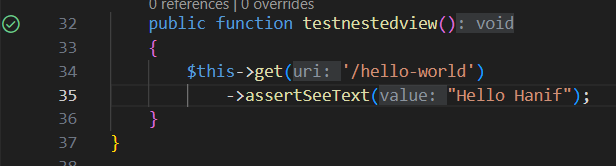 0 references | 0 overrides
32 public function testnestedview(): void
33 {
34 $this->get(uri: '/hello-world')
35 ->assertSeeText(value: "Hello Hanif");
36 }
37 }
38